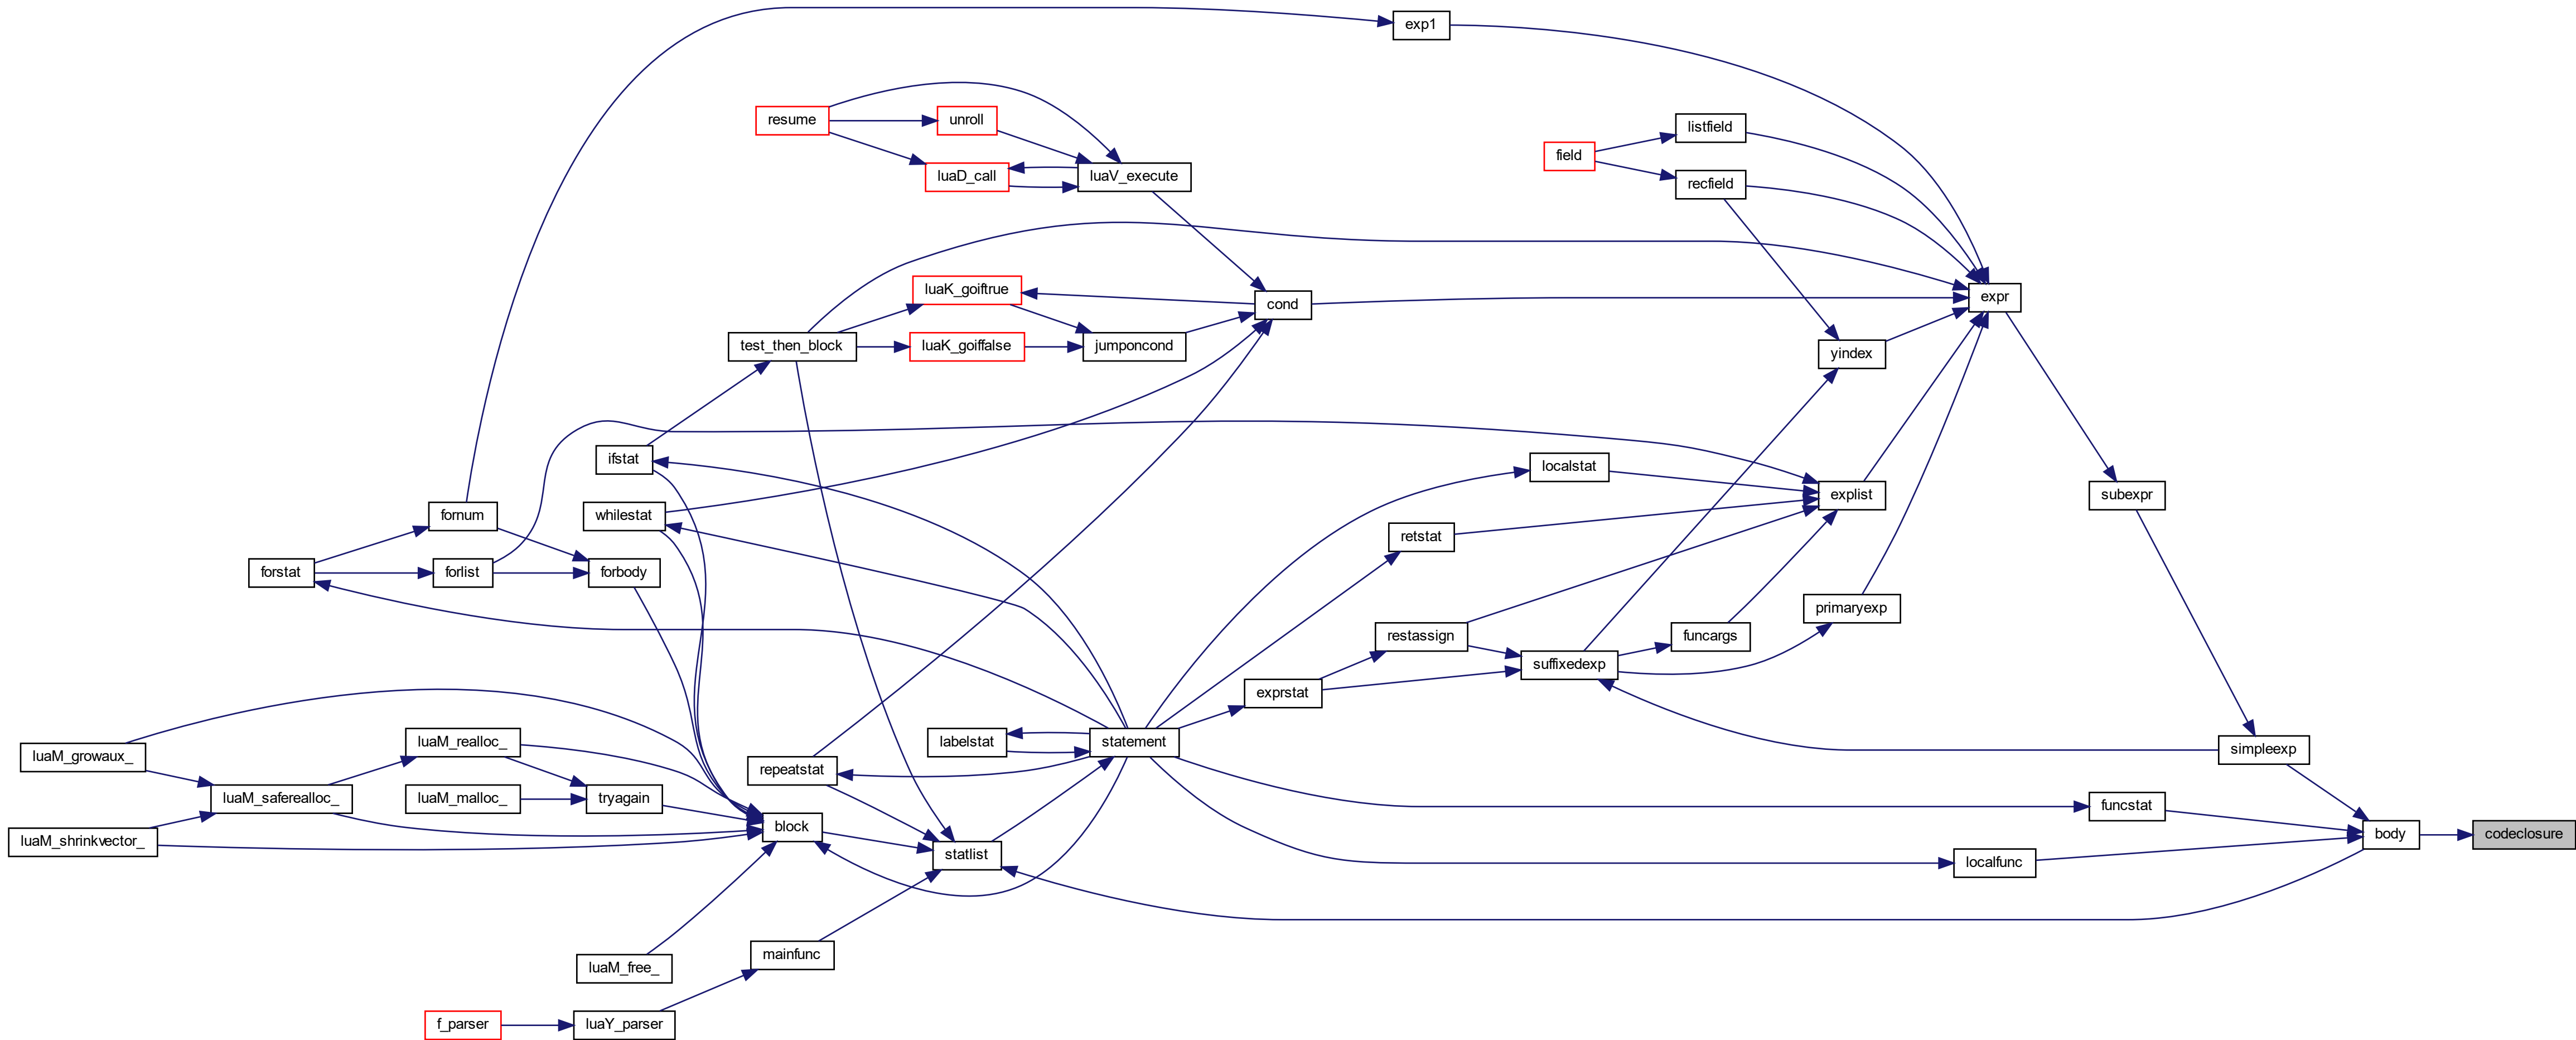 exp1
resume
unroll
listfield
field
luaD_call
luaV_execute
recfield
luaK_goiftrue
cond
expr
test_then_block
luaK_goiffalse
jumponcond
yindex
ifstat
localstat
explist
subexpr
fornum
whilestat
retstat
forstat
forlist
forbody
primaryexp
restassign
funcargs
suffixedexp
exprstat
luaM_growaux_
luaM_realloc_
labelstat
statement
simpleexp
repeatstat
luaM_saferealloc_
luaM_malloc_
tryagain
funcstat
luaM_shrinkvector_
block
statlist
localfunc
body
codeclosure
mainfunc
luaM_free_
f_parser
luaY_parser